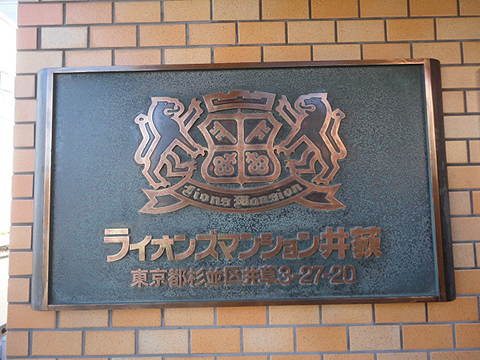 Lions Mansion
ライオンズマンション井荻
東京都杉並区井草3-27-20